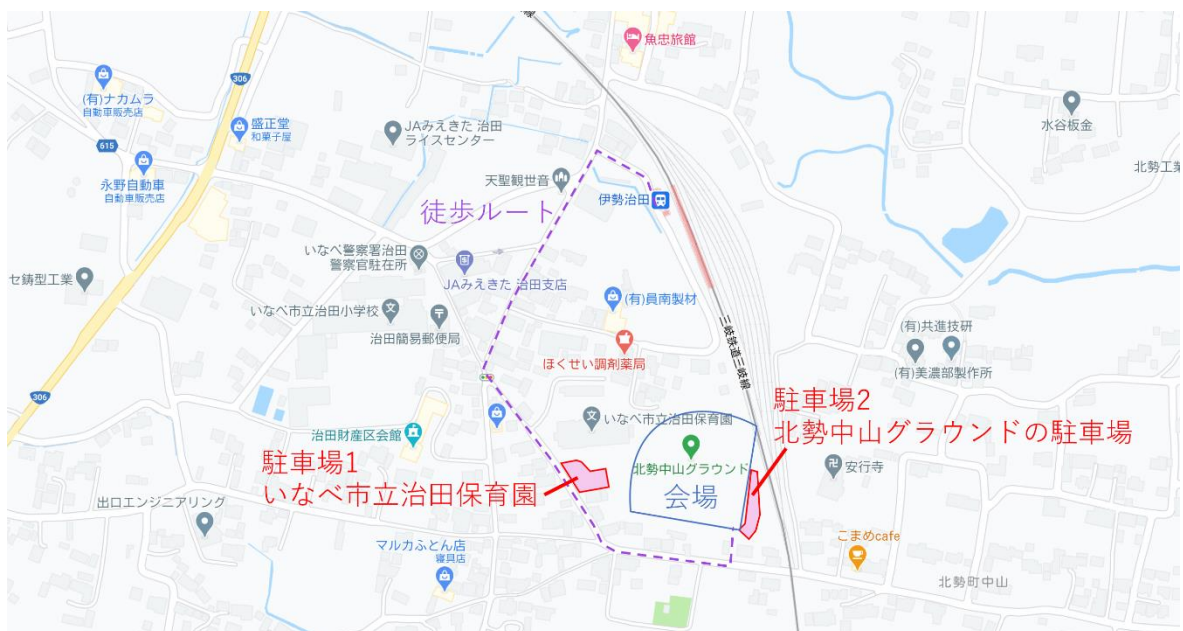 魚忠旅館
306
(有)ナカムラ
自動車販売店
盛正堂
和菓子屋
JAみえきた 治田
ライスセンター
水谷板金
615
永野自動車
自動車販売店
天聖観世音
伊勢治田
北勢工業
徒歩ルート
いなべ警察署治田
警察官駐在所
JAみえきた 治田支店
セ鋳型工業
いなべ市立治田小学校
治田簡易郵便局
(有)員南製材
三岐鉄道三岐線
(有)共進技研
(有)美濃部製作所
ほくせい調剤薬局
306
治田財産区会館
いなべ市立治田保育園
駐車場2
北勢中山グラウンドの駐車場
駐車場1
いなべ市立治田保育園
北勢中山グラウンド
会場
安行寺
出口エンジニアリング
マルカふとん店
寝具店
こまめcafe
北勢町中山